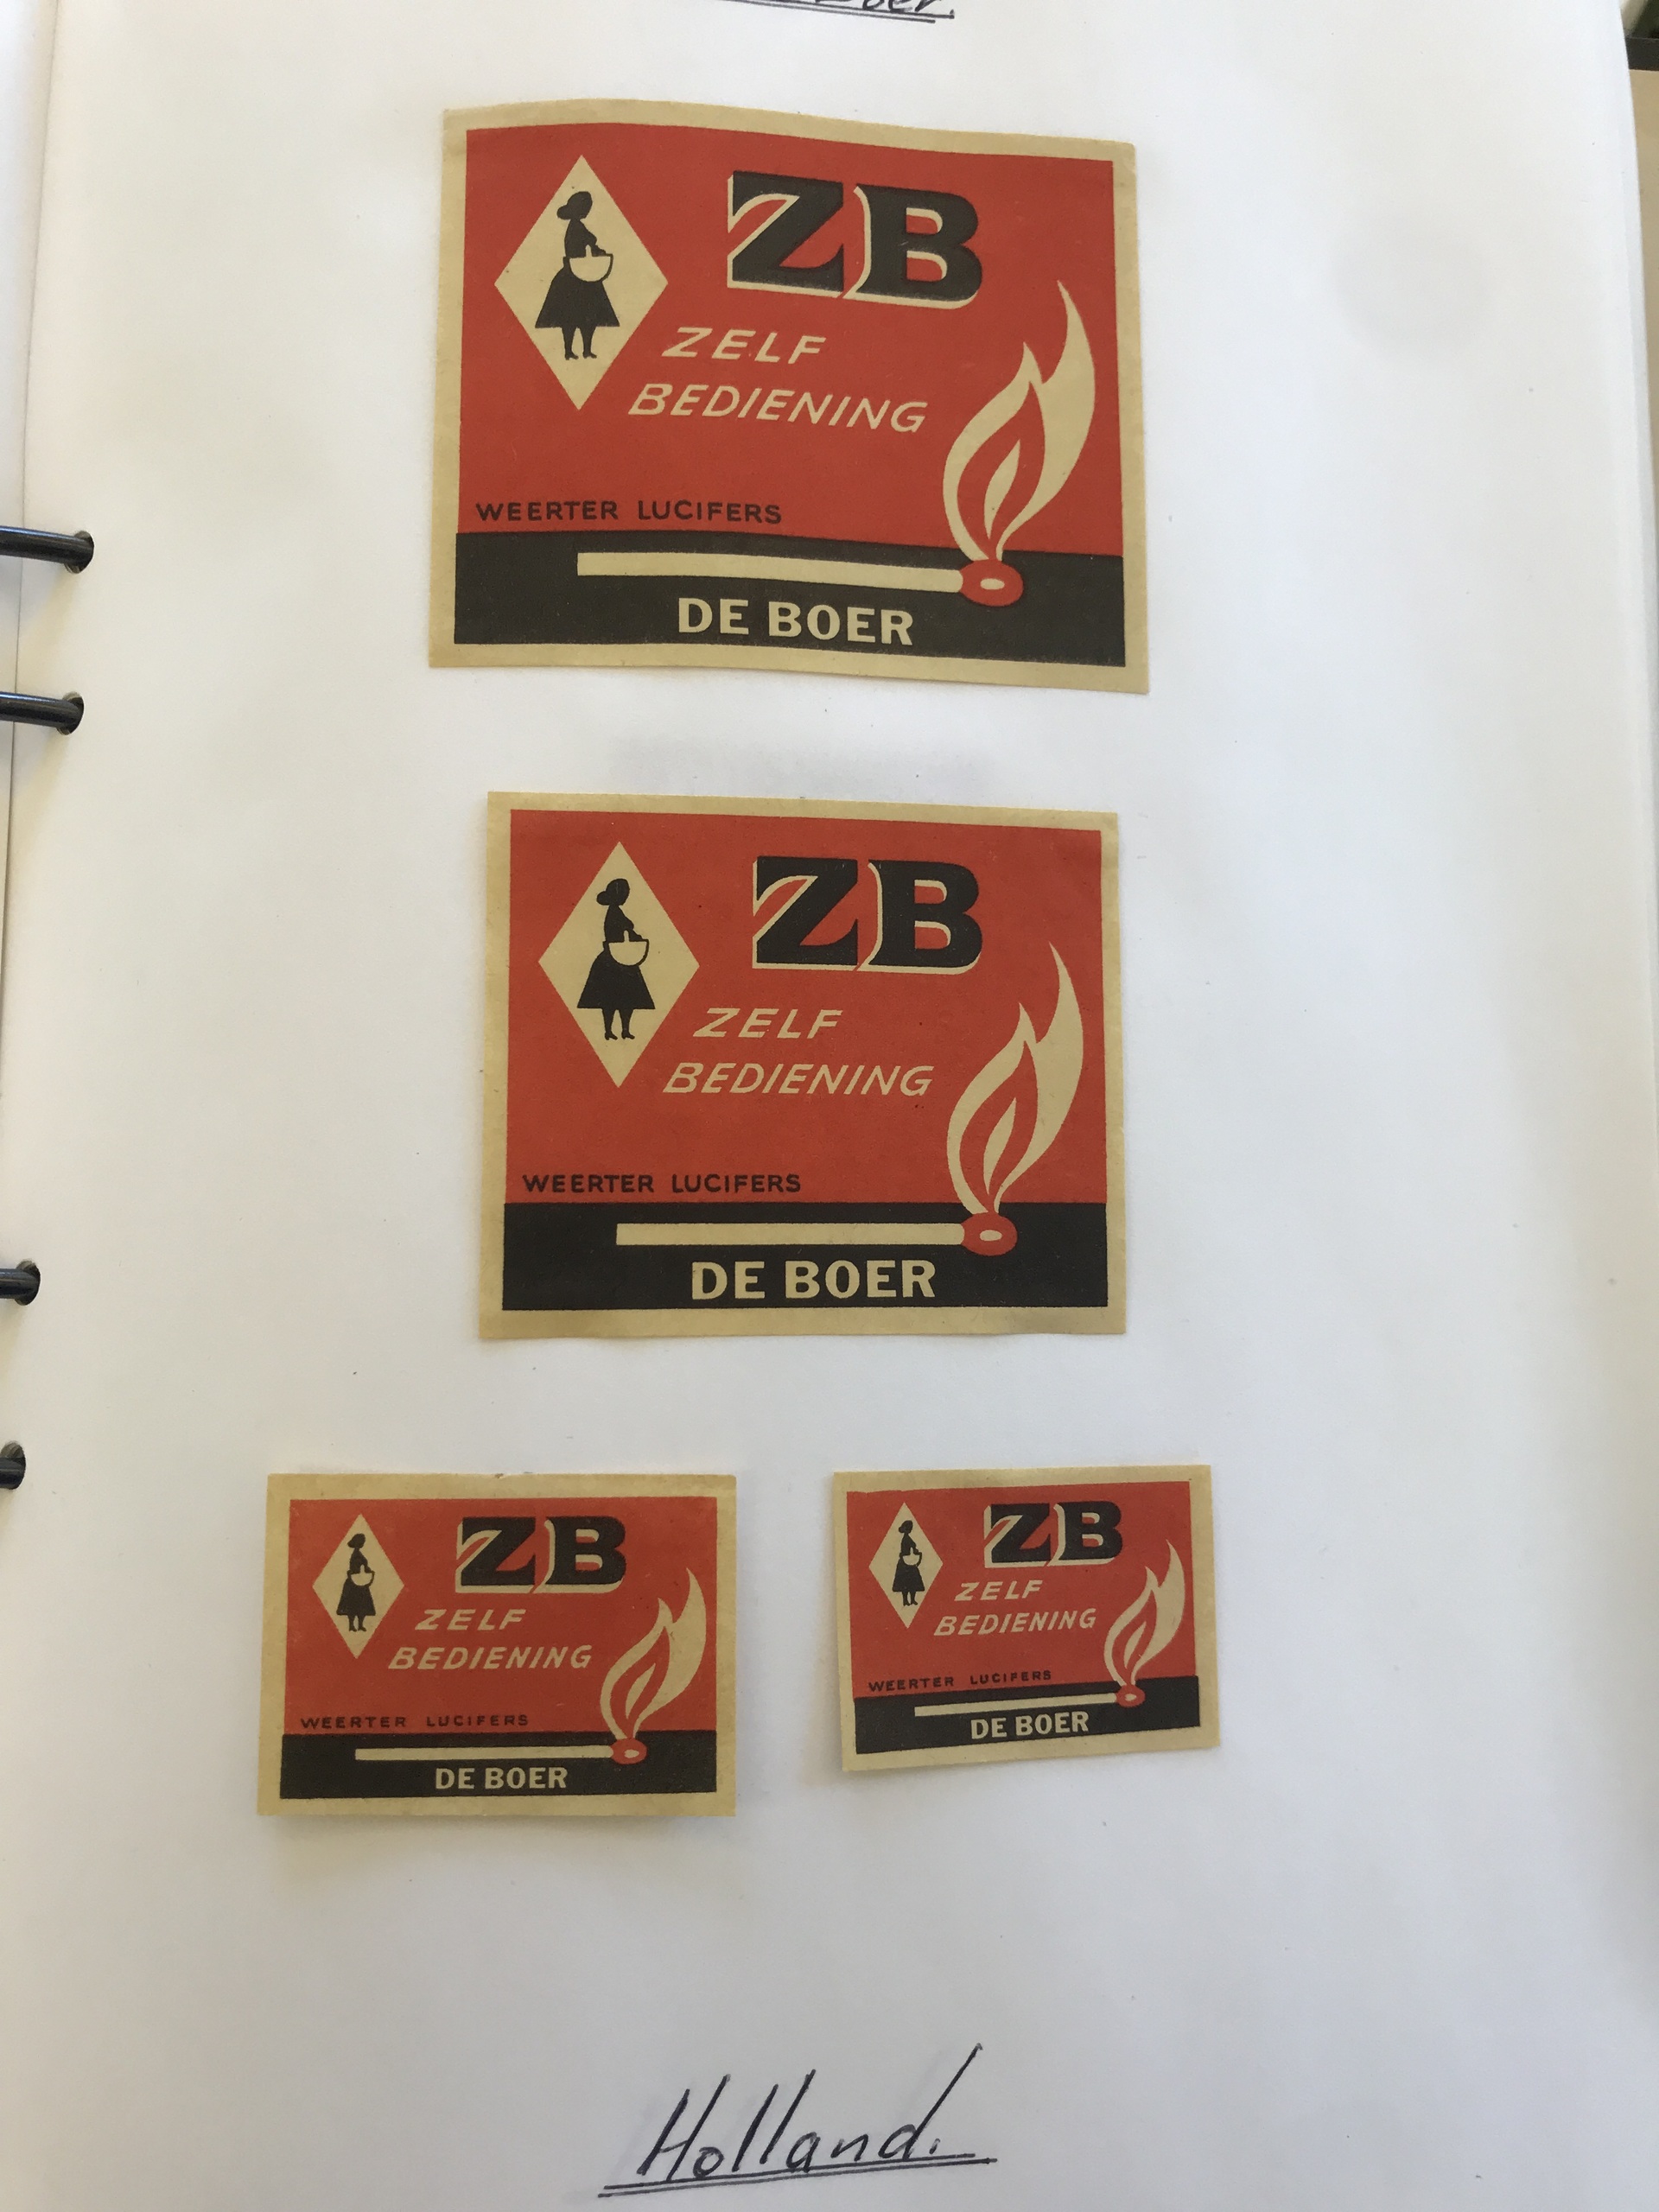 Boer.
ZB
ZELF
BEDIENING
WEERTER LUCIFERS
DE BOER
ZB
ZELF
BEDIENING
WEERTER LUCIFERS
DE BOER
ZB
ZELF
BEDIENING
WEERTER LUCIFERS
DE BOER
ZB
ZELF
BEDIENING
WEERTER LUCIFERS
DE BOER
Holland.